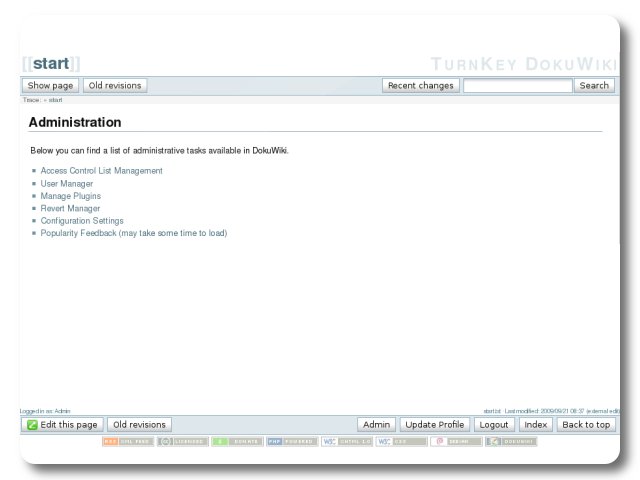 [[start]]
TURNKEY DOKUWIKI
Show page Old revisions Recent changes Search
Trace: » start
Administration
Below you can find a list of administrative tasks available in DokuWiki.
Access Control List Management
User Manager
Manage Plugins
Revert Manager
Configuration Settings
Popularity Feedback (may take some time to load)
Logged in as: Admin
start.txt Last modified: 2009/09/21 08:37 (external edit)
Edit this page Old revisions Admin Update Profile Logout Index Back to top
RSS XML FEED (CC) LICENSED $ DONATE PHP POWERED W3C XHTML 1.0 W3C CSS DEBIAN DOKUWIKI